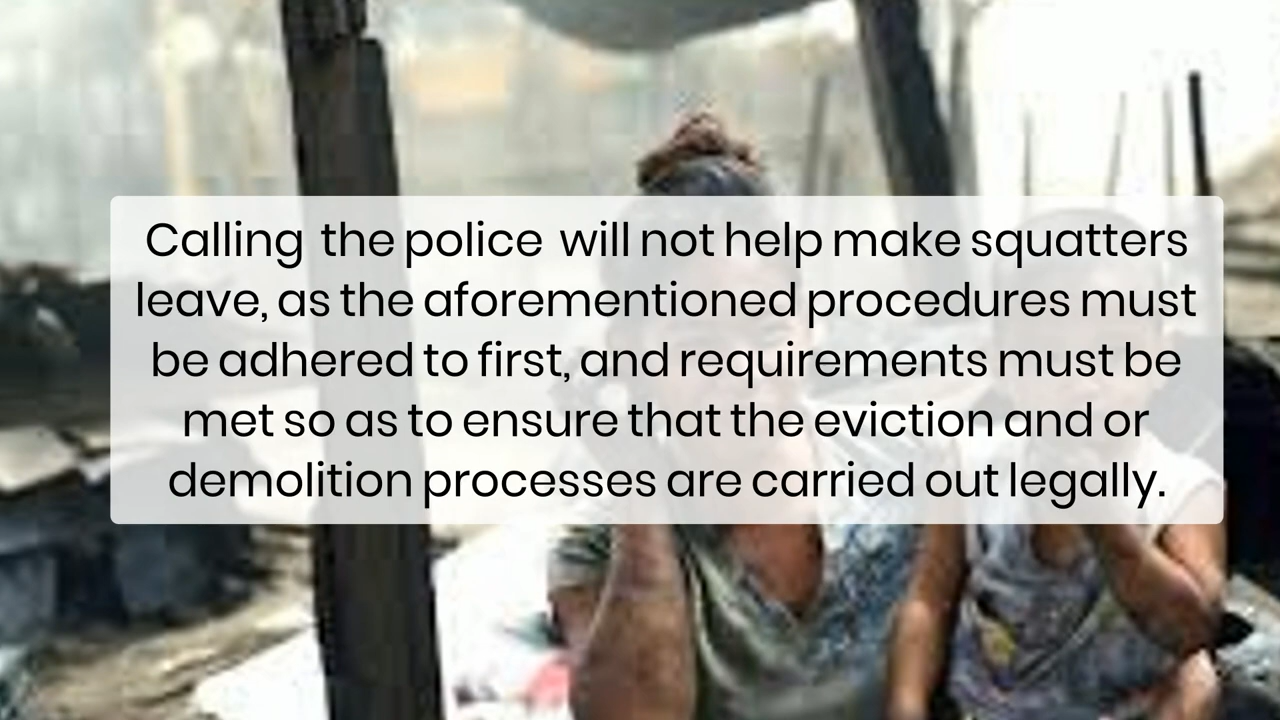 Calling the police will not help make squatters
leave, as the aforementioned procedures must
be adhered to first, and requirements must be
met so as to ensure that the eviction and or
demolition processes are carried out legally.